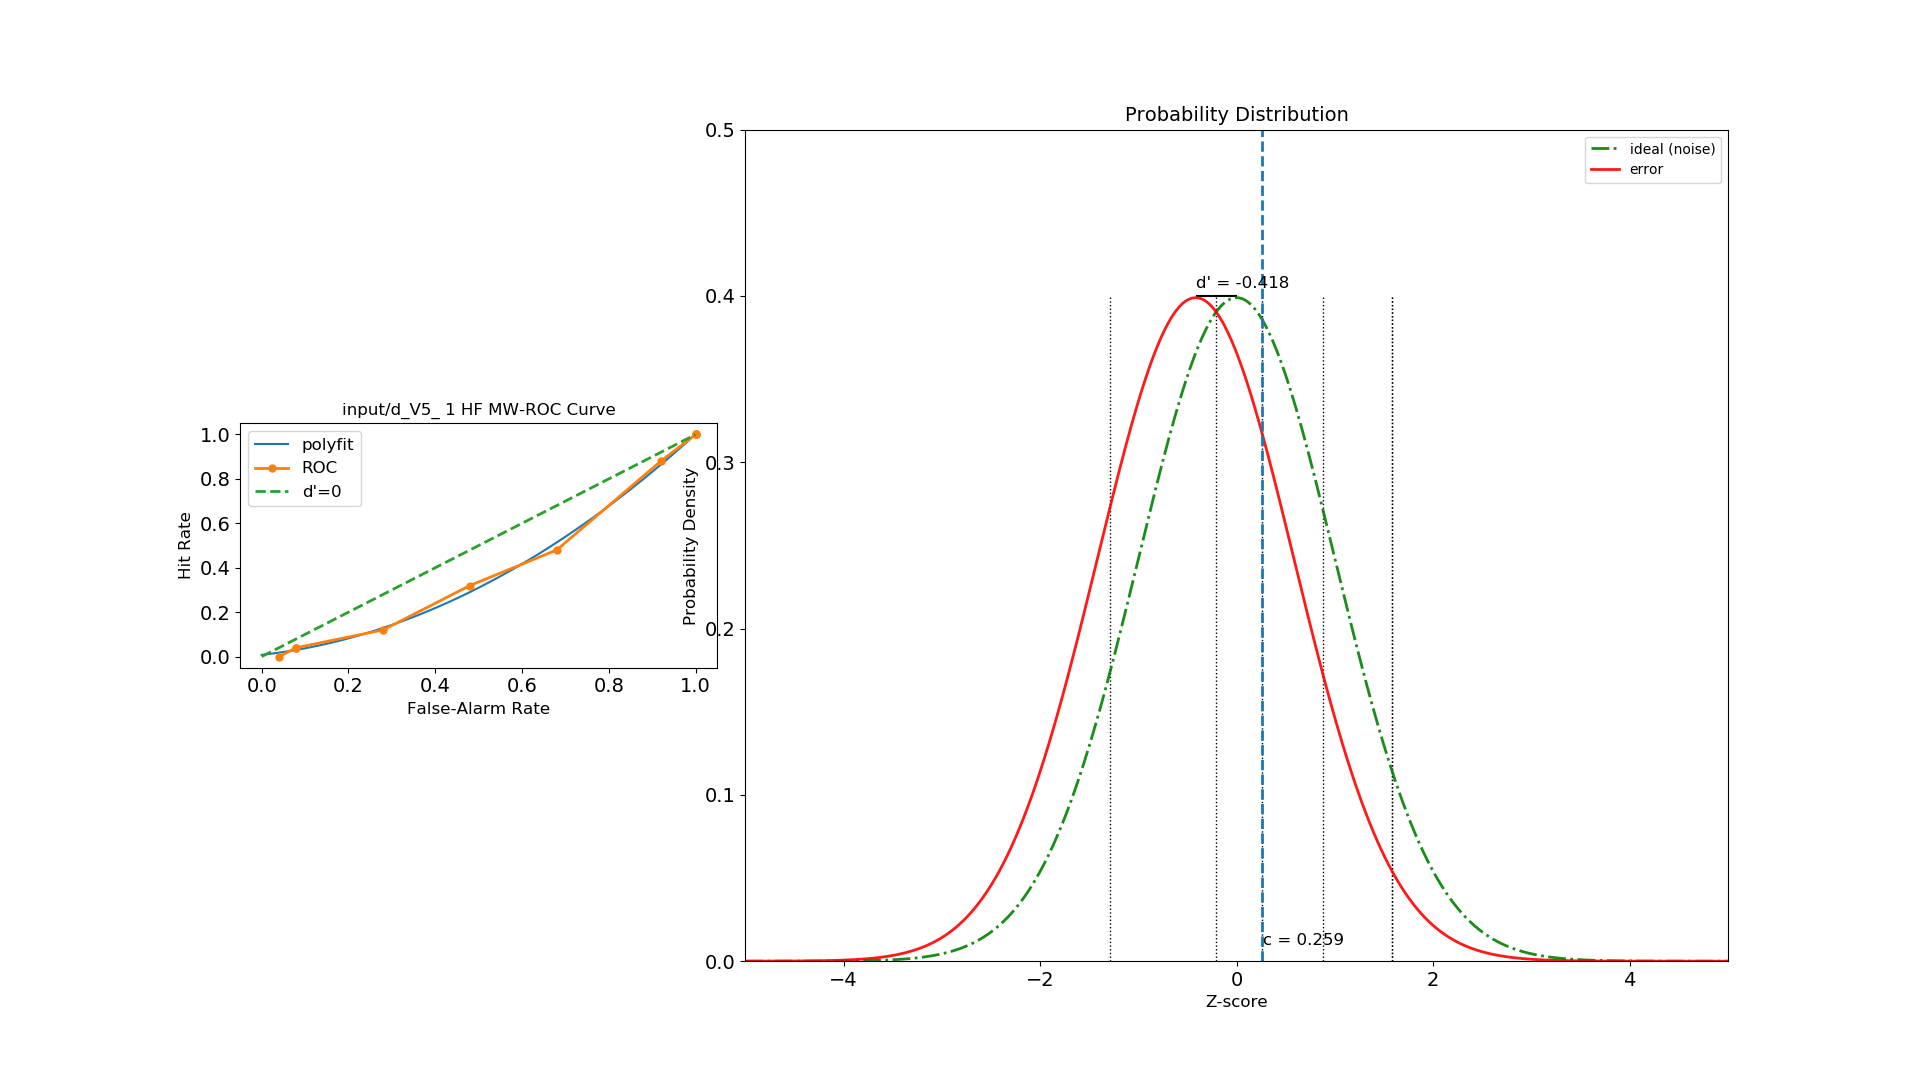 input/d_V5_ 1 HF MW-ROC Curve
polyfit
ROC
d'=0
Hit Rate
1.0
0.8
0.6
0.4
0.2
0.0
0.0 0.2 0.4 0.6 0.8 1.0
False-Alarm Rate
Probability Distribution
ideal (noise)
error
Probability Density
0.5
0.4
0.3
0.2
0.1
0.0
d' = -0.418
c = 0.259
−4 −2 0 2 4
Z-score